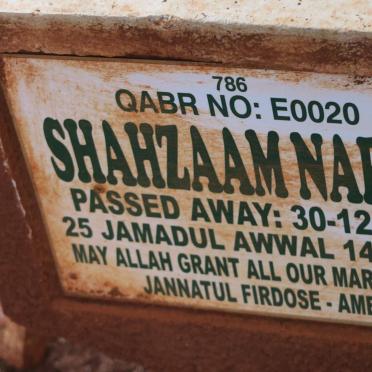 786
QABR NO: E0020
SHAHZAAM
PASSED AWAY: 30-12
25 JAMADUL AWWAL 14
MAY ALLAH GRANT ALL OUR MAR
JANNATUL FIRDOSE - AME